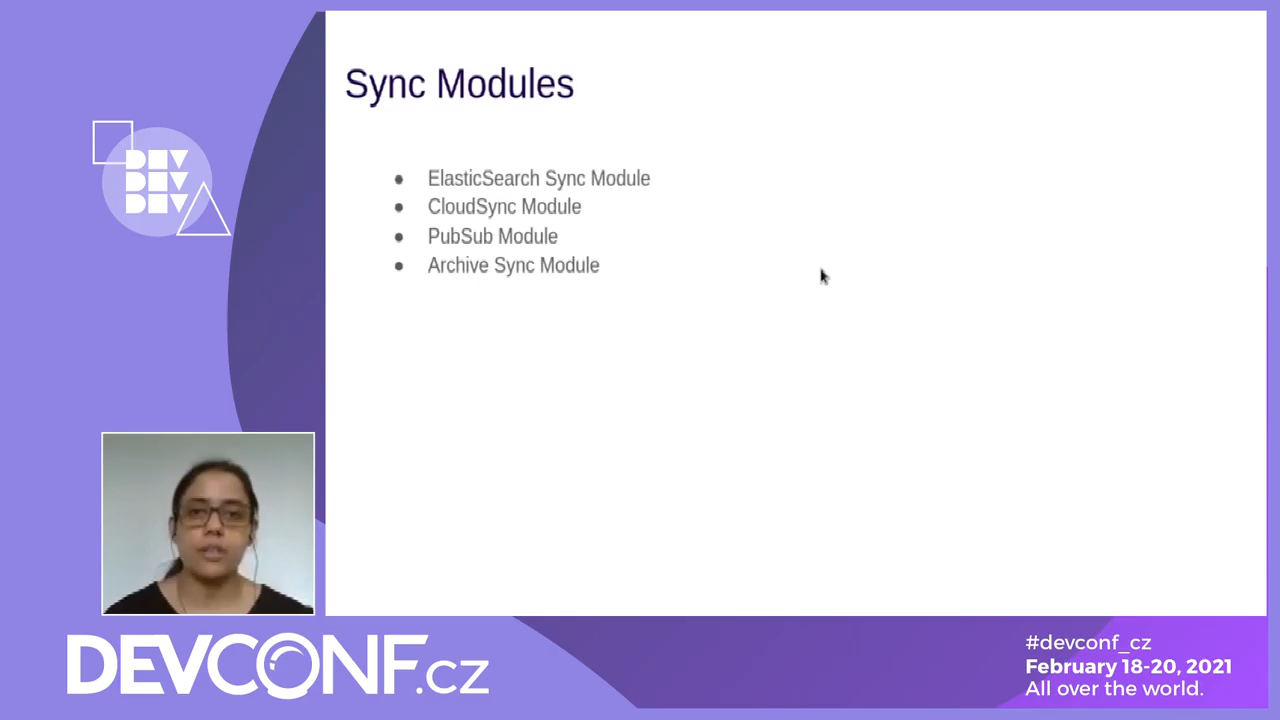 Sync Modules
● ElasticSearch Sync Module
● CloudSync Module
● PubSub Module
● Archive Sync Module
DEV
DEV
DEV
DEVCONF.cz
#devconf_cz
February 18-20, 2021
All over the world.